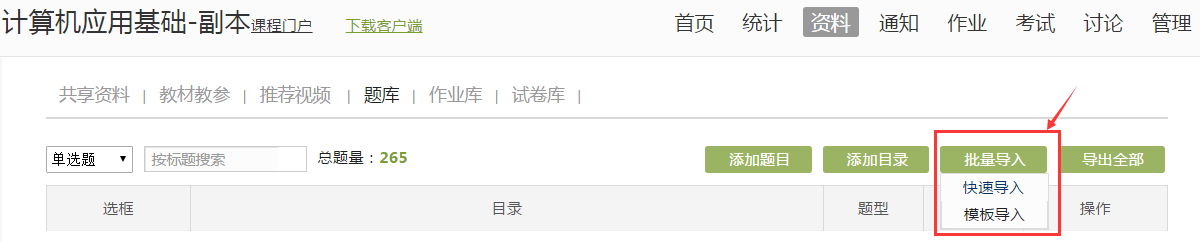 计算机应用基础-副本课程门户 下载客户端 首页 统计 资料 通知 作业 考试 讨论 管理
共享资料 | 教材教参 | 推荐视频 | 题库 | 作业库 | 试卷库 |
单选题 按标题搜索 总题量：265 添加题目 添加目录 批量导入 导出全部
快速导入
选框 目录 题型 模板导入 操作